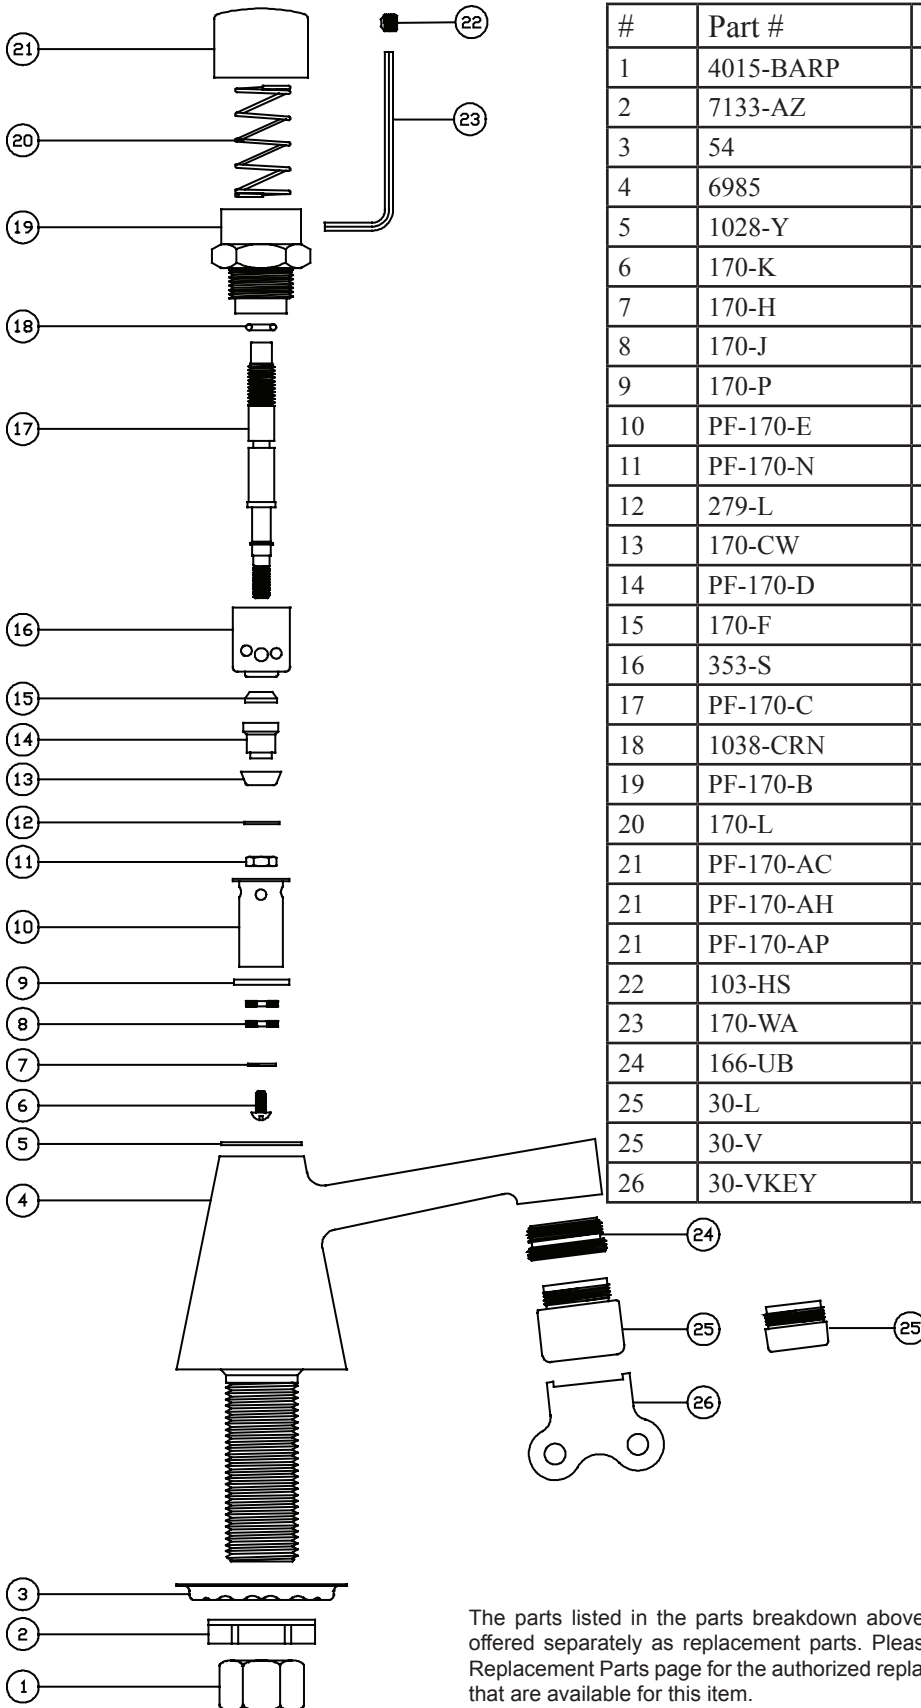 21
20
19
18
17
16
15
14
13
12
11
10
9
8
7
6
5
4
3
2
1
22
23
24
25
25
26
# Part #
1 4015-BARP
2 7133-AZ
3 54
4 6985
5 1028-Y
6 170-K
7 170-H
8 170-J
9 170-P
10 PF-170-E
11 PF-170-N
12 279-L
13 170-CW
14 PF-170-D
15 170-F
16 353-S
17 PF-170-C
18 1038-CRN
19 PF-170-B
20 170-L
21 PF-170-AC
21 PF-170-AH
21 PF-170-AP
22 103-HS
23 170-WA
24 166-UB
25 30-L
25 30-V
26 30-VKEY
The parts listed in the parts breakdown above
offered separately as replacement parts. Pleas
Replacement Parts page for the authorized repla
that are available for this item.